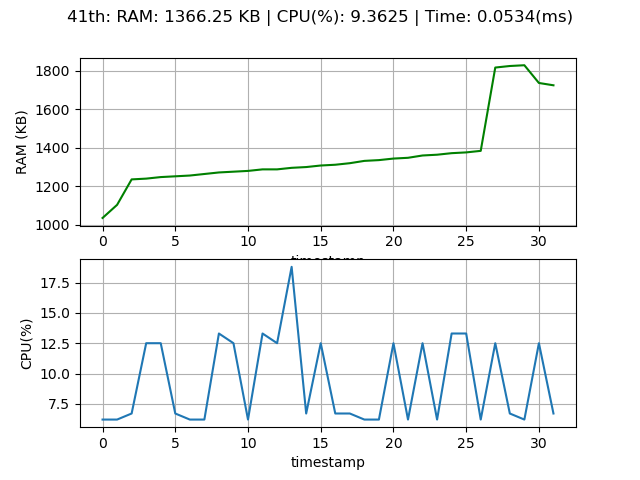 41th: RAM: 1366.25 KB | CPU(%): 9.3625 | Time: 0.0534(ms)
1800
1600
1400
1200
1000
RAM (KB)
0 5 10 15 20 25 30
timestamp
17.5
15.0
12.5
10.0
7.5
CPU(%)
0 5 10 15 20 25 30
timestamp